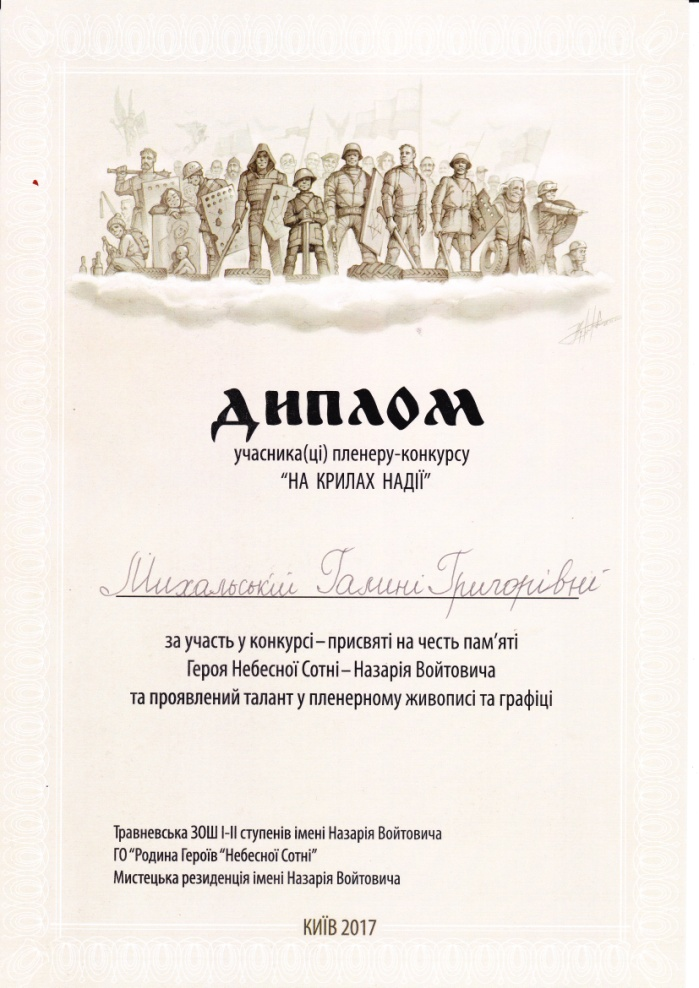 ДИПЛОМ
учасника(ці) пленеру-конкурсу
“НА КРИЛАХ НАДІЇ”
Михальській Галині Григорівні
за участь у конкурсі – присвяті на честь пам’яті
Героя Небесної Сотні – Назарія Войтовича
та проявлений талант у пленерному живописі та графіці
Травневська ЗОШ І-ІІ ступенів імені Назарія Войтовича
ГО “Родина Героїв “Небесної Сотні”
Мистецька резиденція імені Назарія Войтовича
КИЇВ 2017